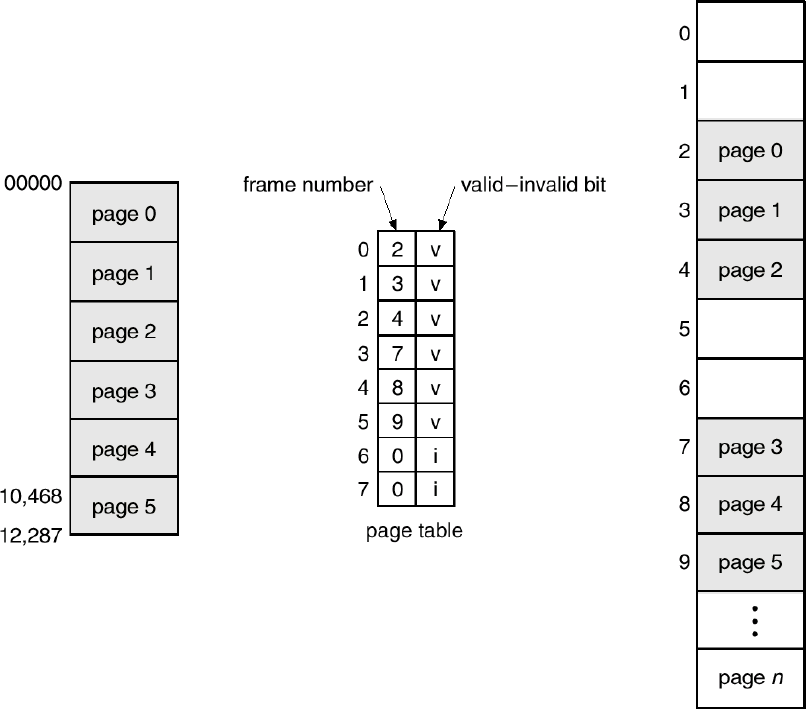 00000
page 0
page 1
page 2
page 3
page 4
10,468
page 5
12,287
frame number
valid–invalid bit
0 2 v
1 3 v
2 4 v
3 7 v
4 8 v
5 9 v
6 0 i
7 0 i
page table
0
1
2 page 0
3 page 1
4 page 2
5
6
7 page 3
8 page 4
9 page 5
page n